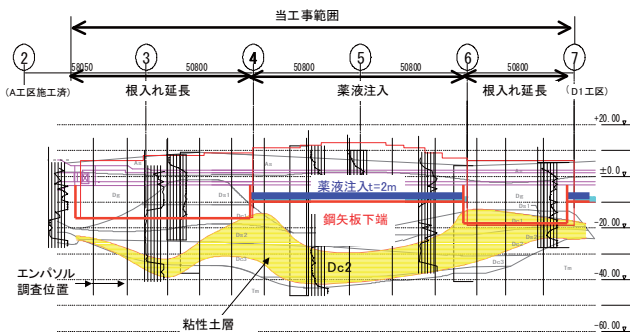 当工事範囲
② ③ ④ ⑤ ⑥ ⑦
58050 50800 50800 50800 50800
(A工区施工済) 根入れ延長 薬液注入 根入れ延長 (D1工区)
+20.00
薬液注入t=2m
±0.00
鋼矢板下端
-20.00
Dc2
エンパソル
調査位置
-40.00
粘性土層
-60.00
Dg
Tm